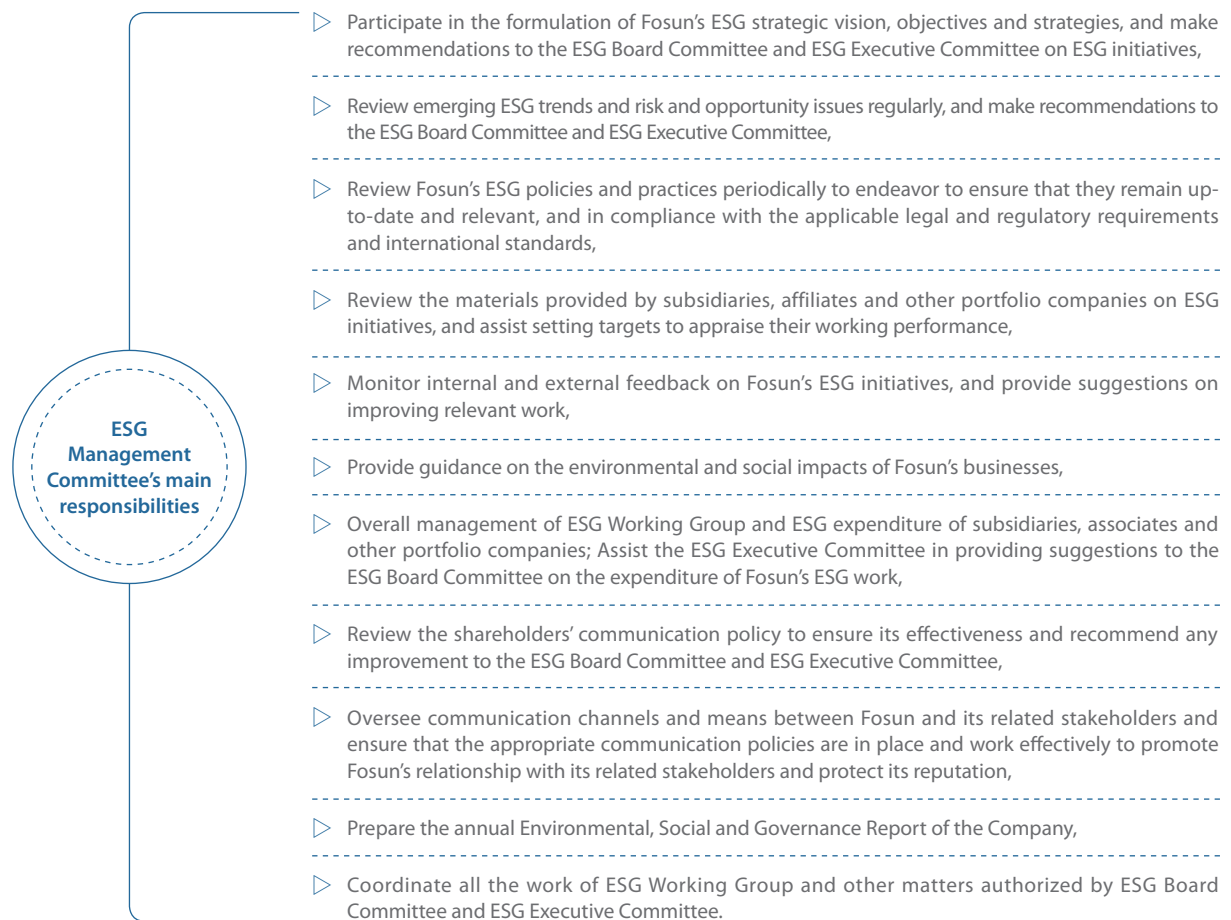 Participate in the formulation of Fosun’s ESG strategic vision, objectives and strategies, and make
recommendations to the ESG Board Committee and ESG Executive Committee on ESG initiatives,
Review emerging ESG trends and risk and opportunity issues regularly, and make recommendations to
the ESG Board Committee and ESG Executive Committee,
Review Fosun’s ESG policies and practices periodically to endeavor to ensure that they remain up-
to-date and relevant, and in compliance with the applicable legal and regulatory requirements
and international standards,
Review the materials provided by subsidiaries, affiliates and other portfolio companies on ESG
initiatives, and assist setting targets to appraise their working performance,
Monitor internal and external feedback on Fosun’s ESG initiatives, and provide suggestions on
improving relevant work,
ESG
Management
Committee’s main
responsibilities
Provide guidance on the environmental and social impacts of Fosun’s businesses,
Overall management of ESG Working Group and ESG expenditure of subsidiaries, associates and
other portfolio companies; Assist the ESG Executive Committee in providing suggestions to the
ESG Board Committee on the expenditure of Fosun’s ESG work,
Review the shareholders’ communication policy to ensure its effectiveness and recommend any
improvement to the ESG Board Committee and ESG Executive Committee,
Oversee communication channels and means between Fosun and its related stakeholders and
ensure that the appropriate communication policies are in place and work effectively to promote
Fosun’s relationship with its related stakeholders and protect its reputation,
Prepare the annual Environmental, Social and Governance Report of the Company,
Coordinate all the work of ESG Working Group and other matters authorized by ESG Board
Committee and ESG Executive Committee.